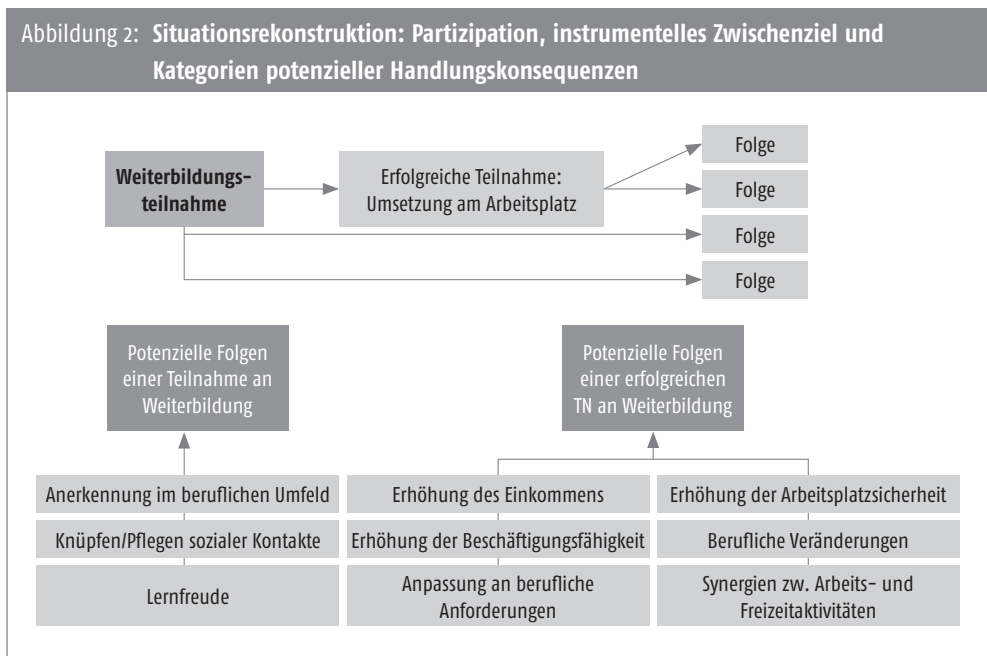 Abbildung 2: Situationsrekonstruktion: Partizipation, instrumentelles Zwischenziel und
Kategorien potenzieller Handlungskonsequenzen
Weiterbildungs-
teilnahme
Erfolgreiche Teilnahme:
Umsetzung am Arbeitsplatz
Folge
Folge
Folge
Folge
Potenzielle Folgen
einer Teilnahme an
Weiterbildung
Potenzielle Folgen
einer erfolgreichen
TN an Weiterbildung
Anerkennung im beruflichen Umfeld
Knüpfen/Pflegen sozialer Kontakte
Lernfreude
Erhöhung des Einkommens
Erhöhung der Beschäftigungsfähigkeit
Anpassung an berufliche
Anforderungen
Erhöhung der Arbeitsplatzsicherheit
Berufliche Veränderungen
Synergien zw. Arbeits- und
Freizeitaktivitäten